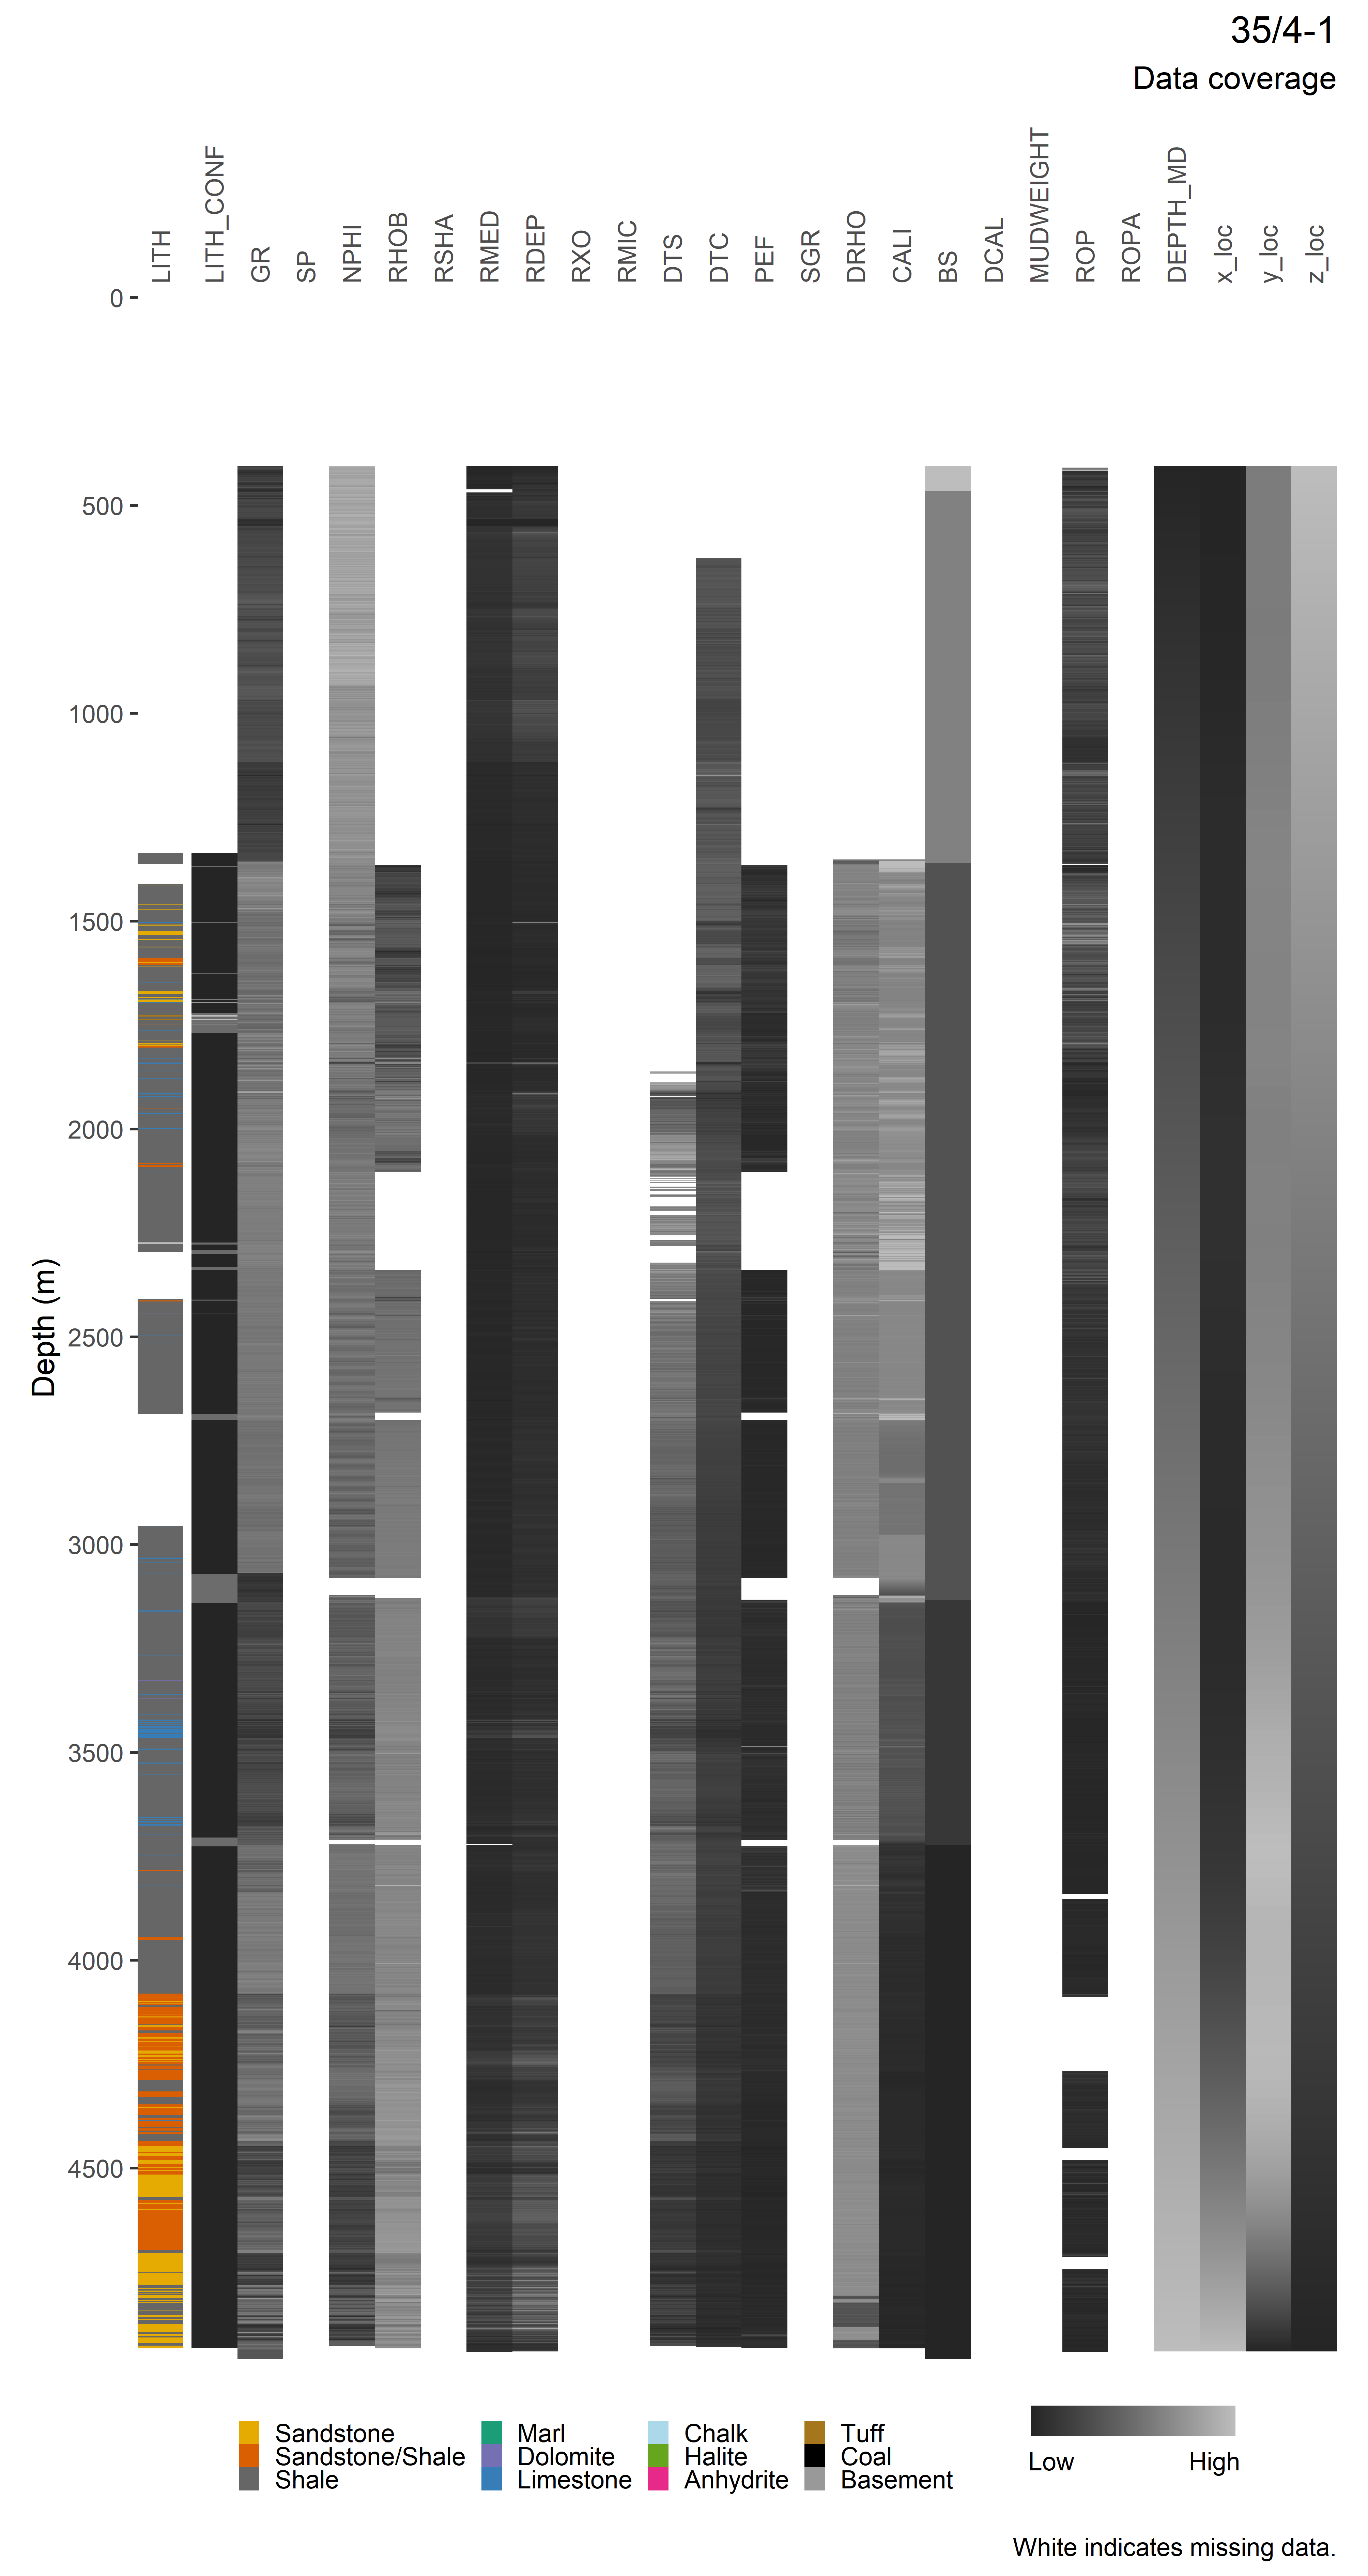 35/4-1
Data coverage
LITH
LITH_CONF
GR
SP
NPHI
RHOB
RSHA
RMED
RDEP
RXO
RMIC
DTS
DTC
PEF
SGR
DRHO
CALI
BS
DCAL
MUDWEIGHT
ROP
ROPA
DEPTH_MD
x_loc
y_loc
z_loc
0
500
1000
1500
2000
2500
3000
3500
4000
4500
Depth (m)
Sandstone
Sandstone/Shale
Shale
Marl
Dolomite
Limestone
Chalk
Halite
Anhydrite
Tuff
Coal
Basement
Low High
White indicates missing data.